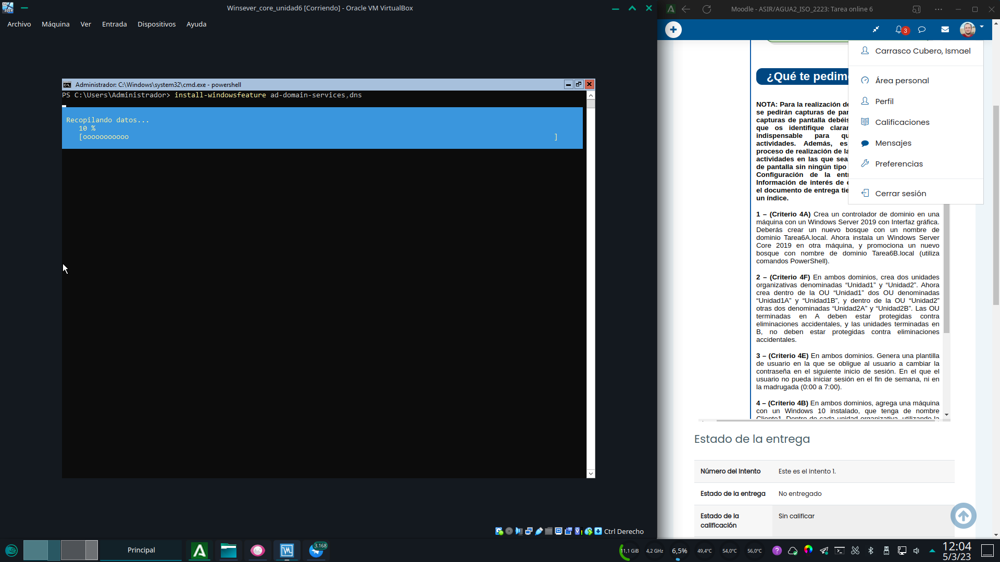 Winsever_core_unidad6 [Corriendo] - Oracle VM VirtualBox
Archivo Máquina Ver Entrada Dispositivos Ayuda
Administrador: C:\Windows\system32\cmd.exe - powershell
PS C:\Users\Administrador> install-windowsfeature ad-domain-services,dns
Recopilando datos...
10 %
[ooooooooooo ]
Ctrl Derecho
Moodle - ASIR/AGUA2_ISO_2223: Tarea online 6
3
Carrasco Cubero, Ismael
Área personal
Perfil
Calificaciones
Mensajes
Preferencias
Cerrar sesión
¿Qué te pedim
NOTA: Para la realización de
se pedirán capturas de pan
capturas de pantalla debéis
que os identifique clarar
indispensable para qu
actividades. Además, es
proceso de realización de la
actividades en las que sea
de pantalla sin ningún tipo
Configuración de la entr
Información de interés de e
el documento de entrega tie
un índice.
1 – (Criterio 4A) Crea un controlador de dominio en una
máquina con un Windows Server 2019 con Interfaz gráfica.
Deberás crear un nuevo bosque con un nombre de
dominio Tarea6A.local. Ahora instala un Windows Server
Core 2019 en otra máquina, y promociona un nuevo
bosque con nombre de dominio Tarea6B.local (utiliza
comandos PowerShell).
2 – (Criterio 4F) En ambos dominios, crea dos unidades
organizativas denominadas “Unidad1” y “Unidad2”. Ahora
crea dentro de la OU “Unidad1” dos OU denominadas
“Unidad1A” y “Unidad1B”, y dentro de la OU “Unidad2”
otras dos denominadas “Unidad2A” y “Unidad2B”. Las OU
terminadas en A deben estar protegidas contra
eliminaciones accidentales, y las unidades terminadas en
B, no deben estar protegidas contra eliminaciones
accidentales.
3 – (Criterio 4E) En ambos dominios. Genera una plantilla
de usuario en la que se obligue al usuario a cambiar la
contraseña en el siguiente inicio de sesión. En el que el
usuario no pueda iniciar sesión en el fin de semana, ni en
la madrugada (0:00 a 7:00).
4 – (Criterio 4B) En ambos dominios, agrega una máquina
con un Windows 10 instalado, que tenga de nombre
Cliente1. Dentro de cada unidad organizativa, utilizando la
Estado de la entrega
Número del intento Este es el intento 1.
Estado de la entrega No entregado
Estado de la calificación Sin calificar
Principal
3.168
11,1 GiB 4,2 GHz 6,5% 49,4°C 54,0°C 56,0°C
12:04
5/3/23